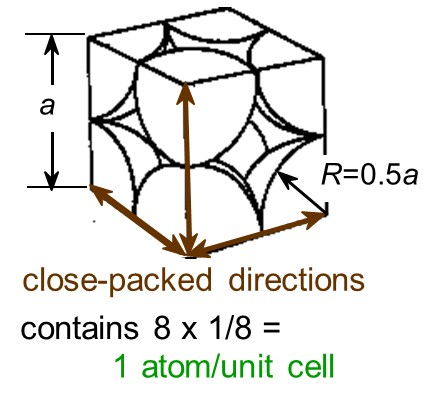 a
R=0.5a
close-packed directions
contains 8 x 1/8 =
1 atom/unit cell